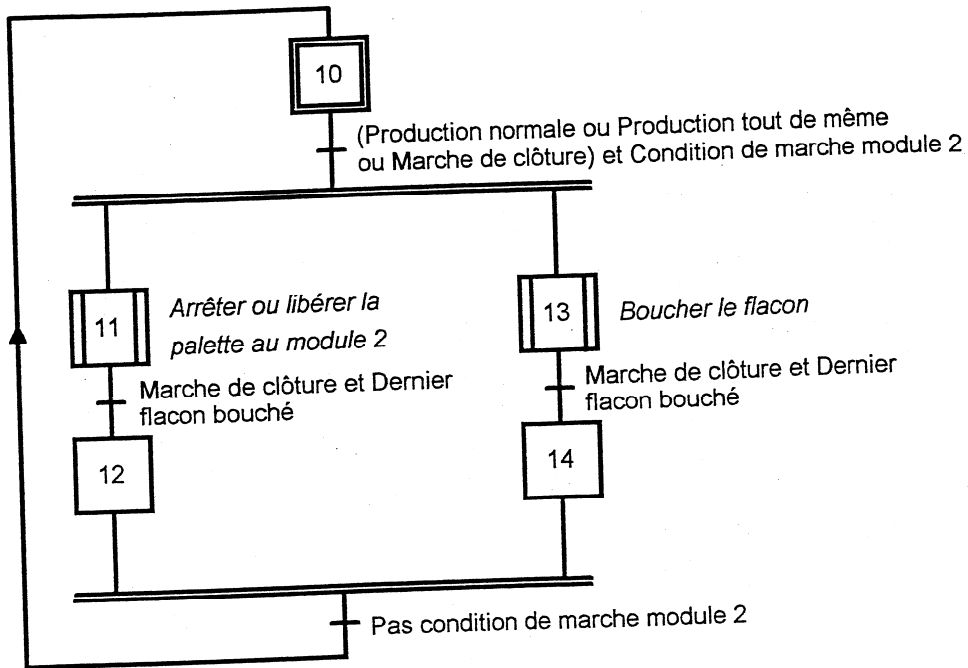 10
(Production normale ou Production tout de même
ou Marche de clôture) et Condition de marche module 2
11
Arrêter ou libérer la
palette au module 2
13
Boucher le flacon
Marche de clôture et Dernier
flacon bouché
Marche de clôture et Dernier
flacon bouché
12
14
Pas condition de marche module 2